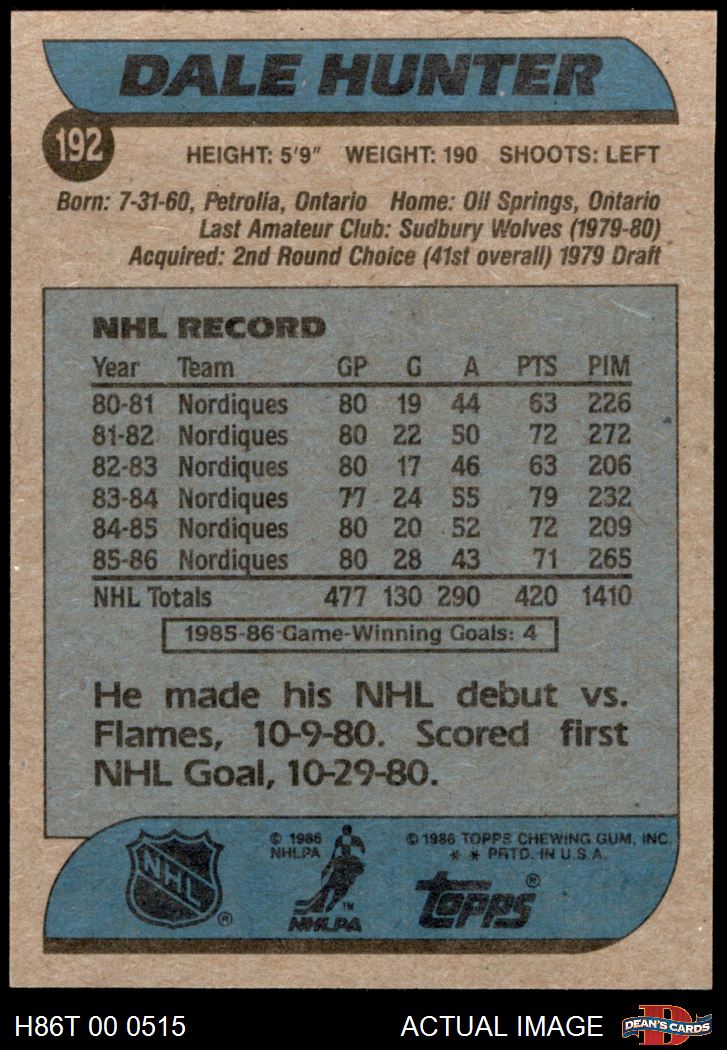 DALE HUNTER
192
HEIGHT: 5'9" WEIGHT: 190 SHOOTS: LEFT
Born: 7-31-60, Petrolia, Ontario Home: Oil Springs, Ontario
Last Amateur Club: Sudbury Wolves (1979-80)
Acquired: 2nd Round Choice (41st overall) 1979 Draft
NHL RECORD
Year Team GP G A PTS PIM
80-81 Nordiques 80 19 44 63 226
81-82 Nordiques 80 22 50 72 272
82-83 Nordiques 80 17 46 63 206
83-84 Nordiques 77 24 55 79 232
84-85 Nordiques 80 20 52 72 209
85-86 Nordiques 80 28 43 71 265
NHL Totals 477 130 290 420 1410
1985-86 Game-Winning Goals: 4
He made his NHL debut vs.
Flames, 10-9-80. Scored first
NHL Goal, 10-29-80.
NHL ®
© 1986
NHLPA
™
NHLPA
© 1986 TOPPS CHEWING GUM, INC.
* * PRTD. IN U.S.A.
topps ®
H86T 00 0515 ACTUAL IMAGE
D
DEAN'S CARDS